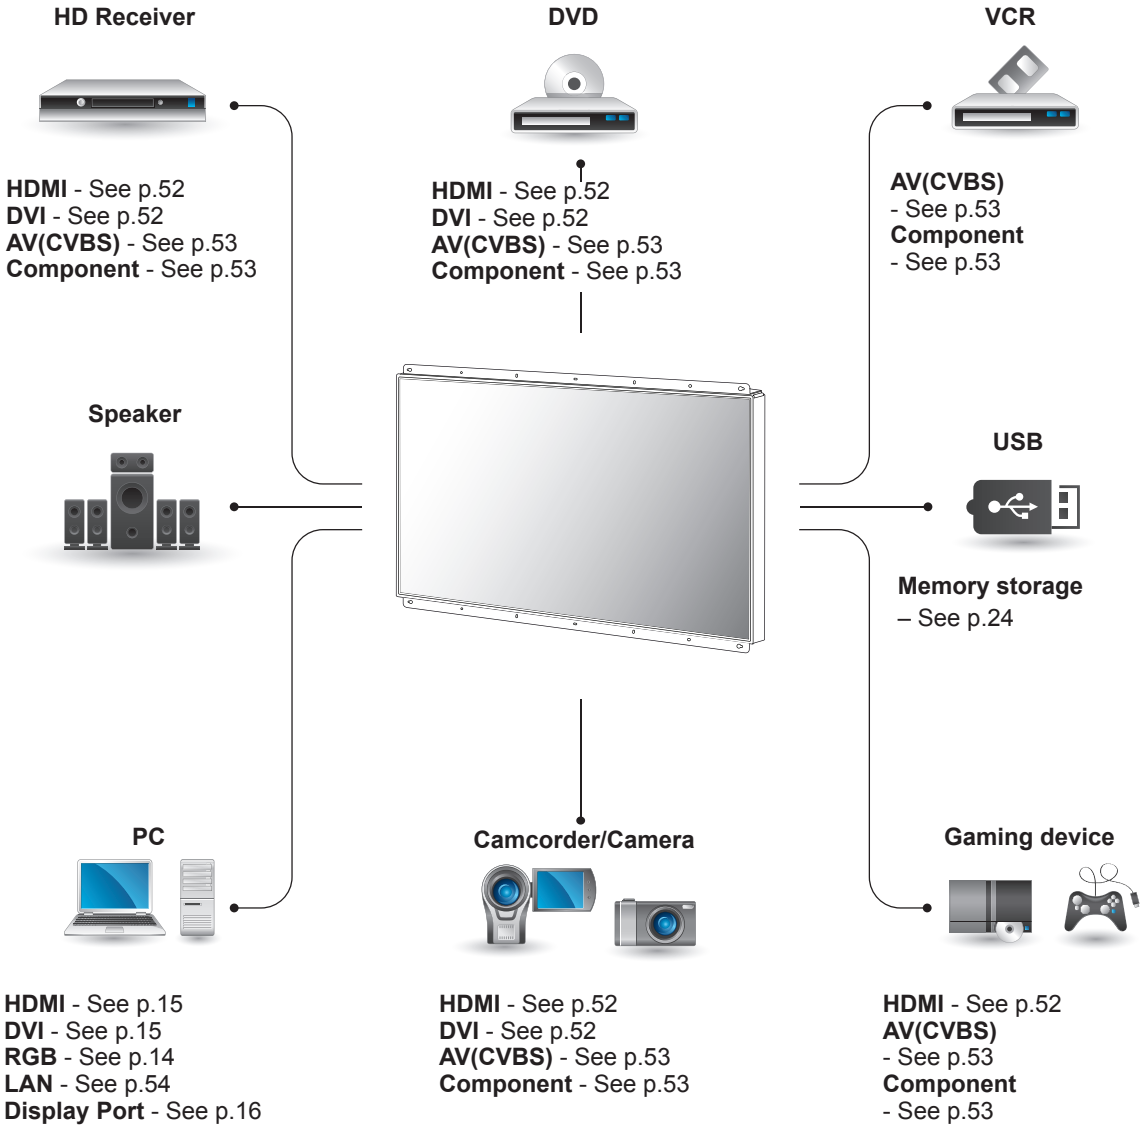 HD Receiver
HDMI - See p.52
DVI - See p.52
AV(CVBS) - See p.53
Component - See p.53
DVD
HDMI - See p.52
DVI - See p.52
AV(CVBS) - See p.53
Component - See p.53
VCR
AV(CVBS)
- See p.53
Component
- See p.53
Speaker
USB
Memory storage
– See p.24
PC
HDMI - See p.15
DVI - See p.15
RGB - See p.14
LAN - See p.54
Display Port - See p.16
Camcorder/Camera
HDMI - See p.52
DVI - See p.52
AV(CVBS) - See p.53
Component - See p.53
Gaming device
HDMI - See p.52
AV(CVBS)
- See p.53
Component
- See p.53